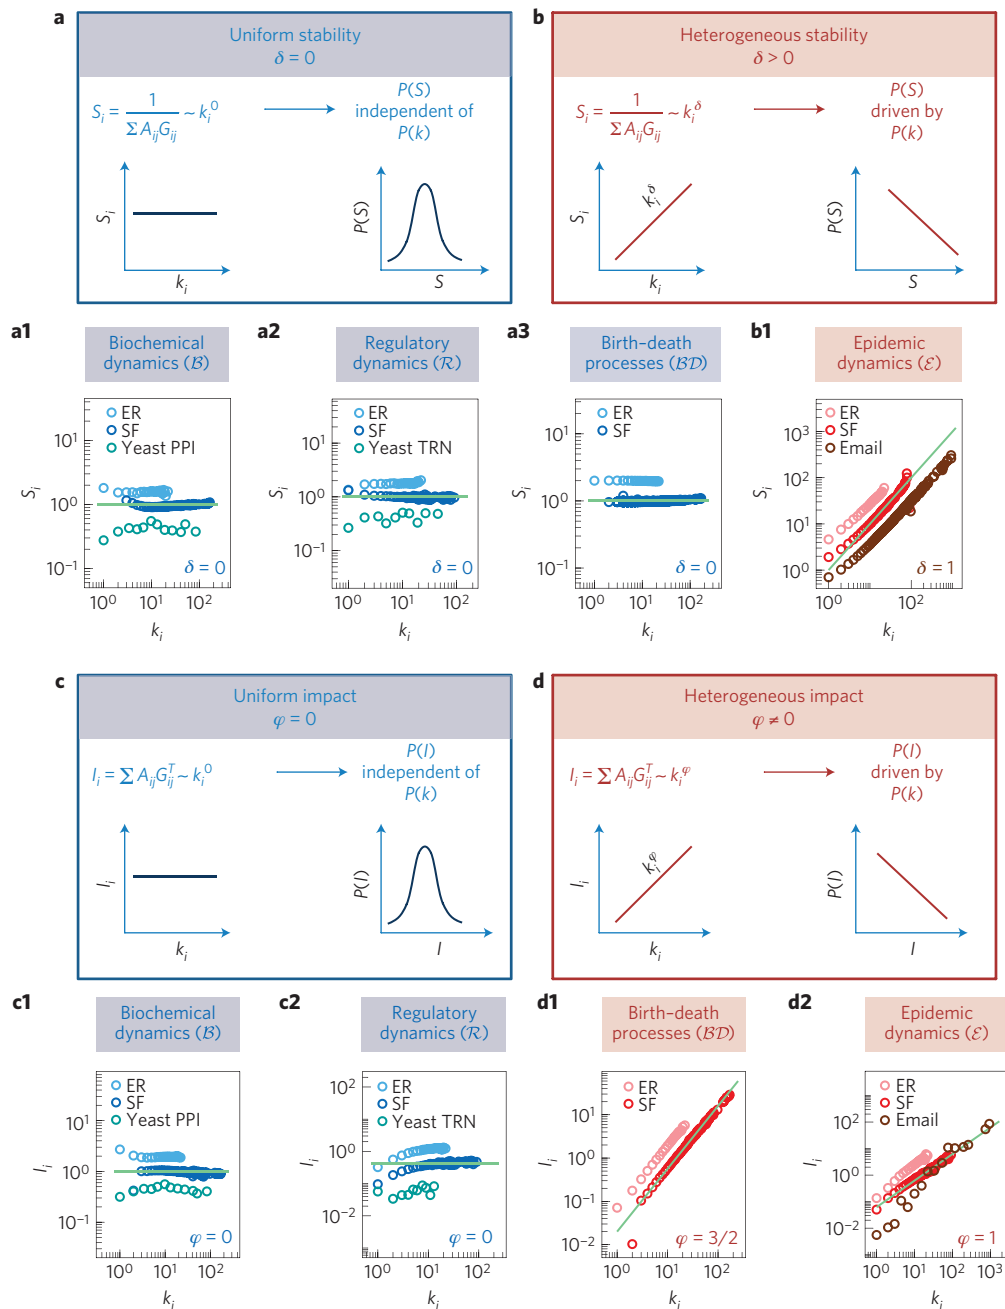 a
Uniform stability
δ = 0
S_i = 1 / Σ A_ij G_ij ~ k_i^0
P(S)
independent of
P(k)
S_i
k_i
P(S)
S
b
Heterogeneous stability
δ > 0
S_i = 1 / Σ A_ij G_ij ~ k_i^δ
P(S)
driven by
P(k)
S_i
k_i^δ
k_i
P(S)
S
a1
Biochemical
dynamics (ℬ)
ER
SF
Yeast PPI
10^1
10^0
10^−1
S_i
δ = 0
10^0 10^1 10^2
k_i
a2
Regulatory
dynamics (ℛ)
ER
SF
Yeast TRN
10^1
10^0
10^−1
S_i
δ = 0
10^0 10^1 10^2
k_i
a3
Birth–death
processes (ℬ𝒟)
ER
SF
10^1
10^0
10^−1
S_i
δ = 0
10^0 10^1 10^2
k_i
b1
Epidemic
dynamics (ℰ)
ER
SF
Email
10^3
10^2
10^1
10^0
S_i
δ = 1
10^0 10^2
k_i
c
Uniform impact
φ = 0
I_i = Σ A_ij G_ij^T ~ k_i^0
P(I)
independent of
P(k)
I_i
k_i
P(I)
I
d
Heterogeneous impact
φ ≠ 0
I_i = Σ A_ij G_ij^T ~ k_i^φ
P(I)
driven by
P(k)
I_i
k_i^φ
k_i
P(I)
I
c1
Biochemical
dynamics (ℬ)
ER
SF
Yeast PPI
10^1
10^0
10^−1
I_i
φ = 0
10^0 10^1 10^2
k_i
c2
Regulatory
dynamics (ℛ)
ER
SF
Yeast TRN
10^2
10^0
10^−2
I_i
φ = 0
10^0 10^1 10^2
k_i
d1
Birth–death
processes (ℬ𝒟)
ER
SF
10^1
10^0
10^−1
10^−2
I_i
φ = 3/2
10^0 10^1 10^2
k_i
d2
Epidemic
dynamics (ℰ)
ER
SF
Email
10^2
10^0
10^−2
I_i
φ = 1
10^0 10^1 10^2 10^3
k_i